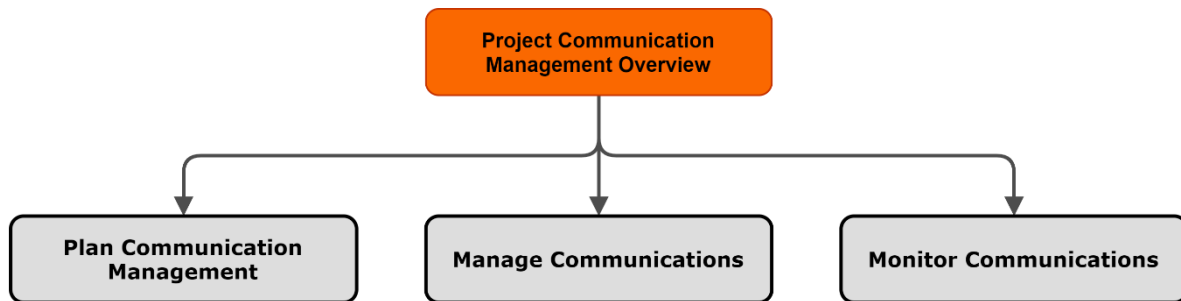 Project Communication
Management Overview
Plan Communication
Management
Manage Communications
Monitor Communications